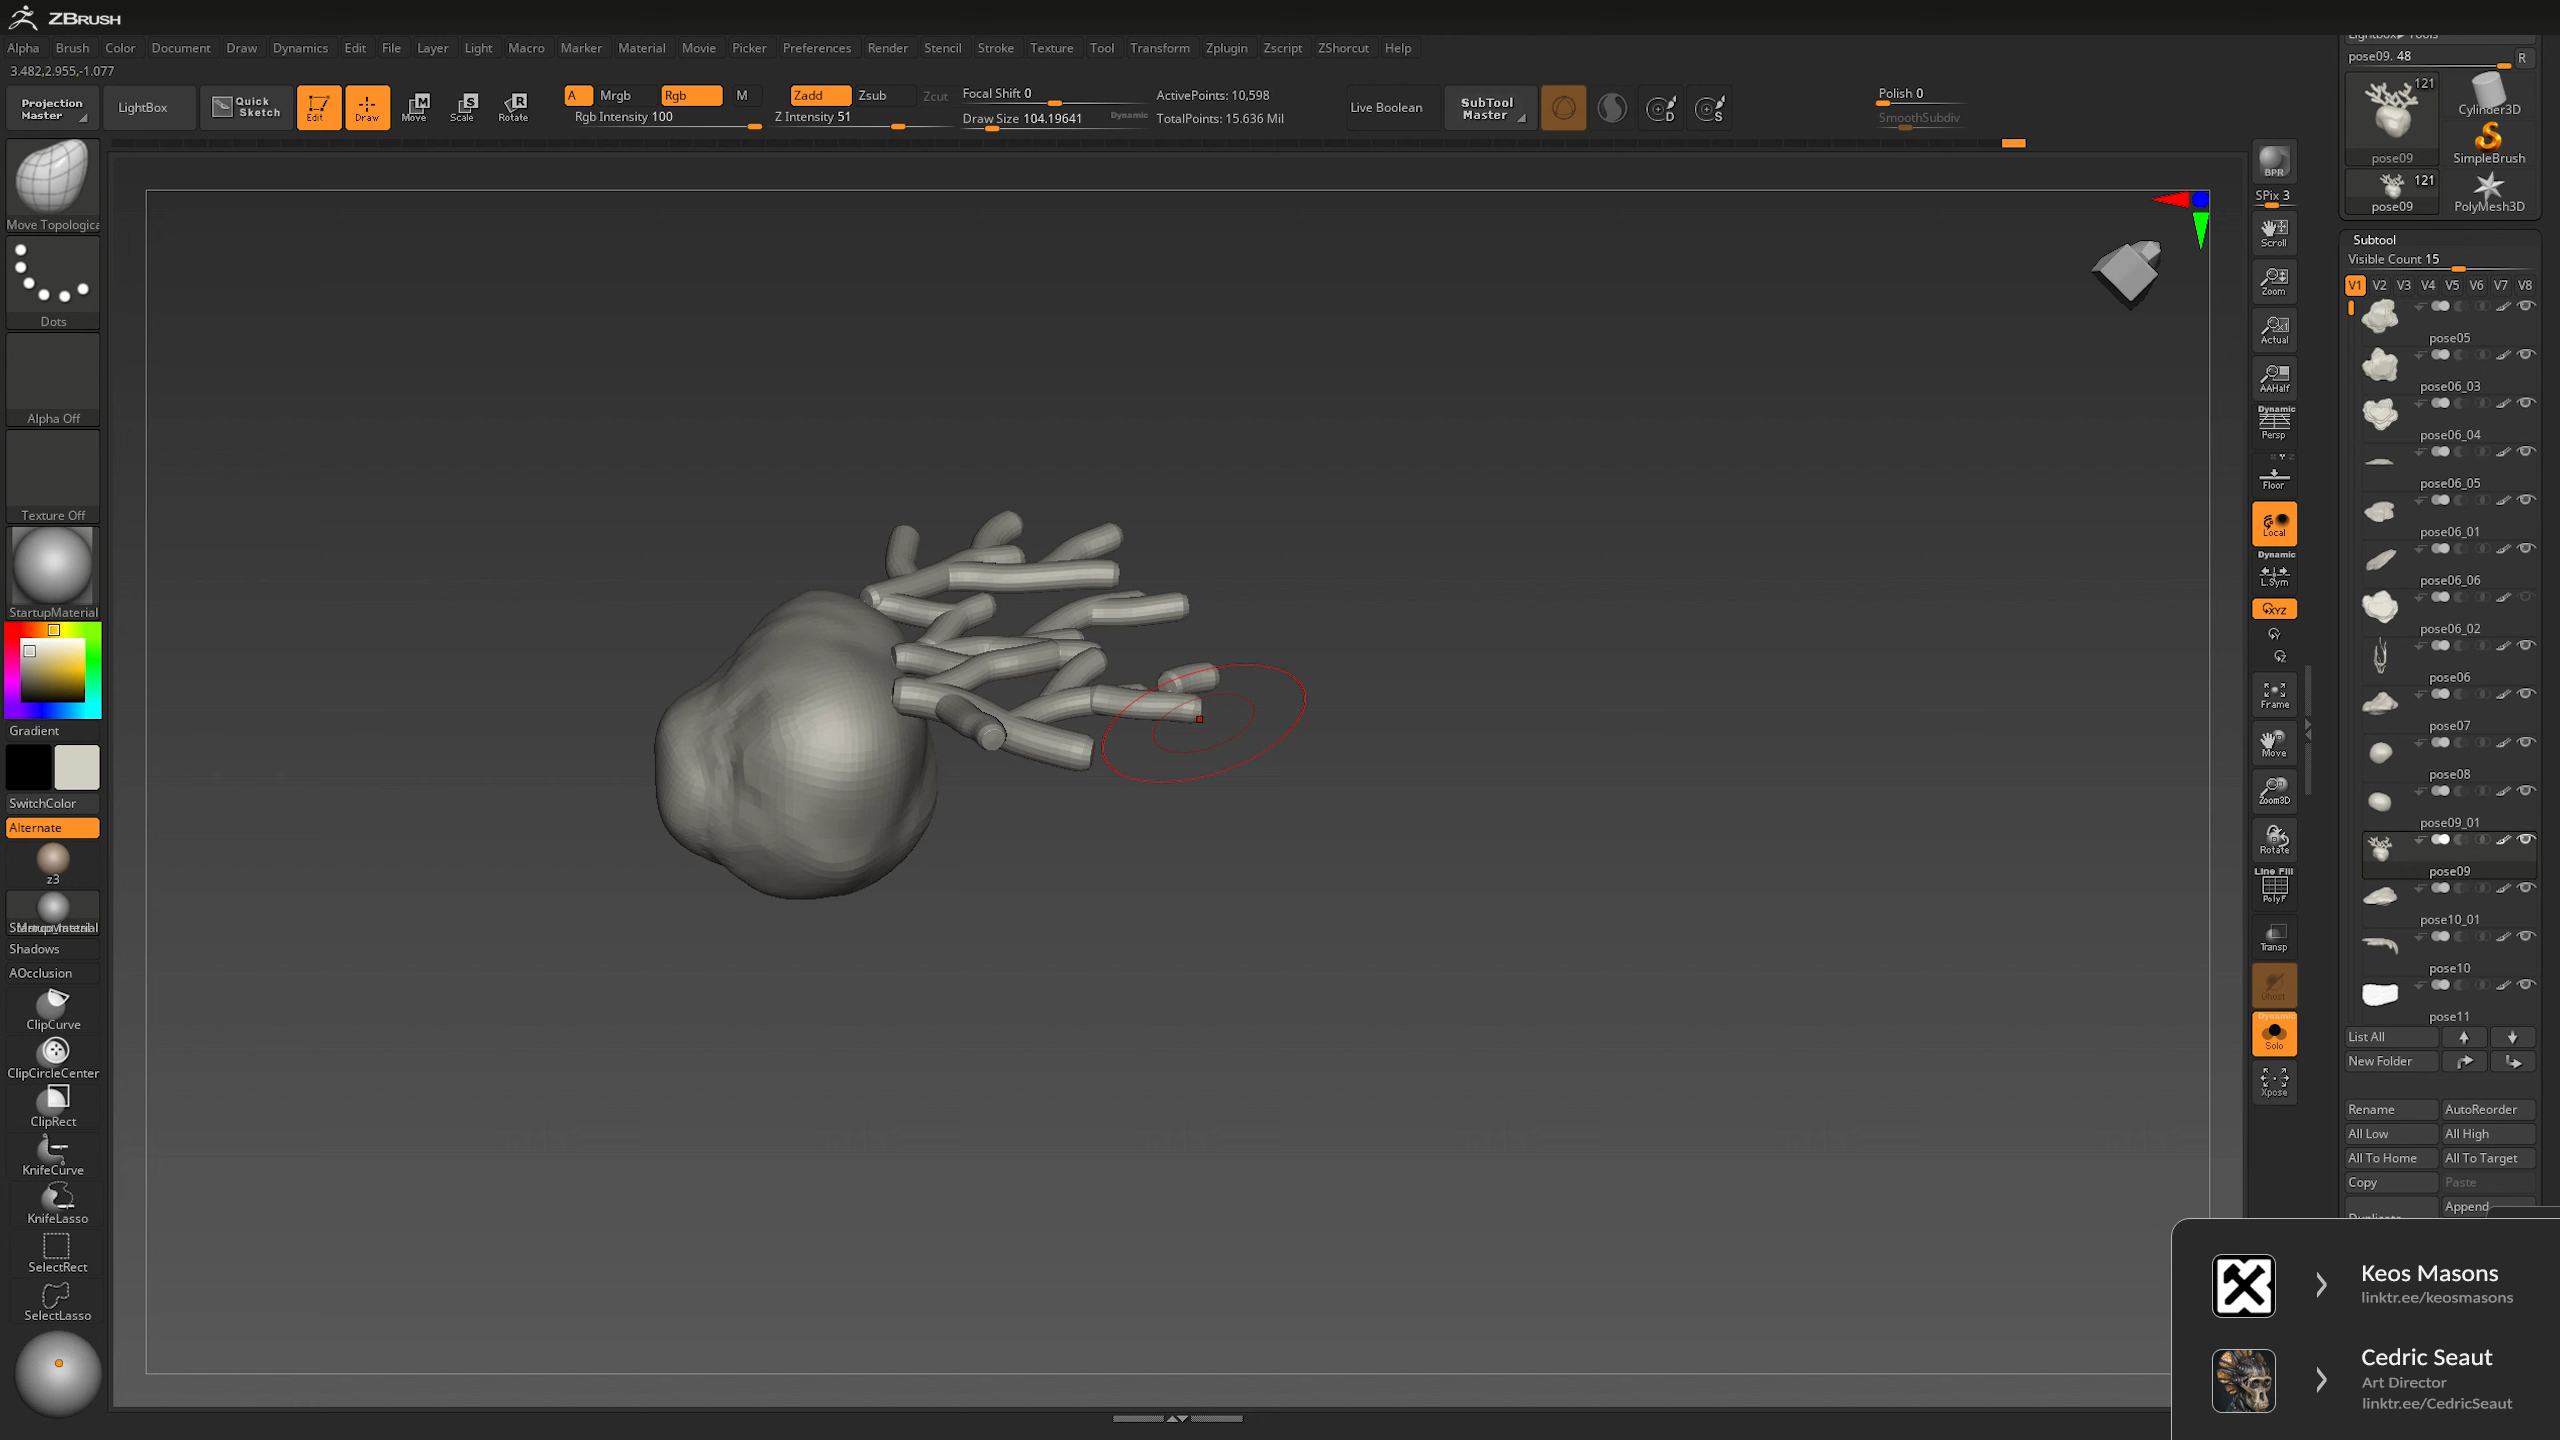 ZBRUSH
Alpha Brush Color Document Draw Dynamics Edit File Layer Light Macro Marker Material Movie Picker Preferences Render Stencil Stroke Texture Tool Transform Zplugin Zscript ZShorcut Help
3.482,2.955,-1.077
Projection Master
LightBox
Quick Sketch
Edit
Draw
Move
Scale
Rotate
A
Mrgb
Rgb
M
Rgb Intensity 100
Zadd
Zsub
Zcut
Z Intensity 51
Focal Shift 0
Draw Size 104.19641
Dynamic
ActivePoints: 10,598
TotalPoints: 15.636 Mil
Live Boolean
SubTool Master
Polish 0
SmoothSubdiv
Move Topologica
Dots
Alpha Off
Texture Off
StartupMaterial
Gradient
SwitchColor
Alternate
z3
Shadows
AOcclusion
ClipCurve
ClipCircleCenter
ClipRect
KnifeCurve
KnifeLasso
SelectRect
SelectLasso
BPR
SPix 3
Scroll
Zoom
Actual
AAHalf
Dynamic
Persp
Floor
Local
Dynamic
L.Sym
XYZ
Y
Z
Frame
Move
Zoom3D
Rotate
Line Fill
PolyF
Transp
Ghost
Dynamic
Solo
Xpose
pose09. 48
R
121
pose09
Cylinder3D
SimpleBrush
121
pose09
PolyMesh3D
Subtool
Visible Count 15
V1 V2 V3 V4 V5 V6 V7 V8
pose05
pose06_03
pose06_04
pose06_05
pose06_01
pose06_06
pose06_02
pose06
pose07
pose08
pose09_01
pose09
pose10_01
pose10
pose11
List All
New Folder
Rename AutoReorder
All Low All High
All To Home All To Target
Copy Paste
Append
Keos Masons
linktr.ee/keosmasons
Cedric Seaut
Art Director
linktr.ee/CedricSeaut